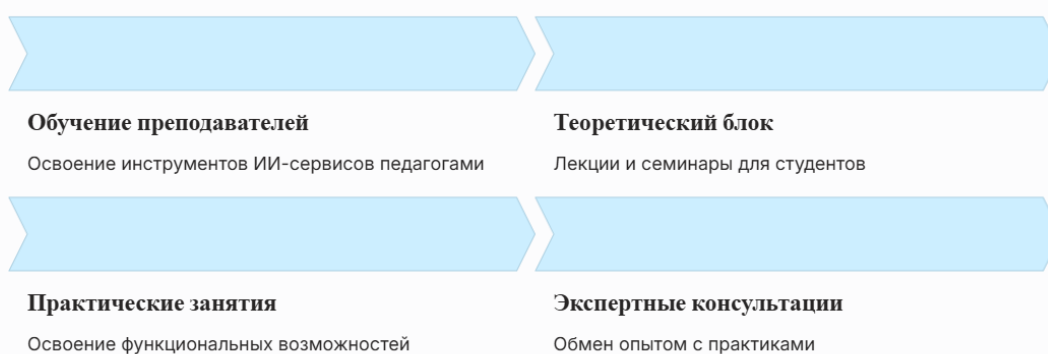 Обучение преподавателей
Освоение инструментов ИИ-сервисов педагогами
Теоретический блок
Лекции и семинары для студентов
Практические занятия
Освоение функциональных возможностей
Экспертные консультации
Обмен опытом с практиками